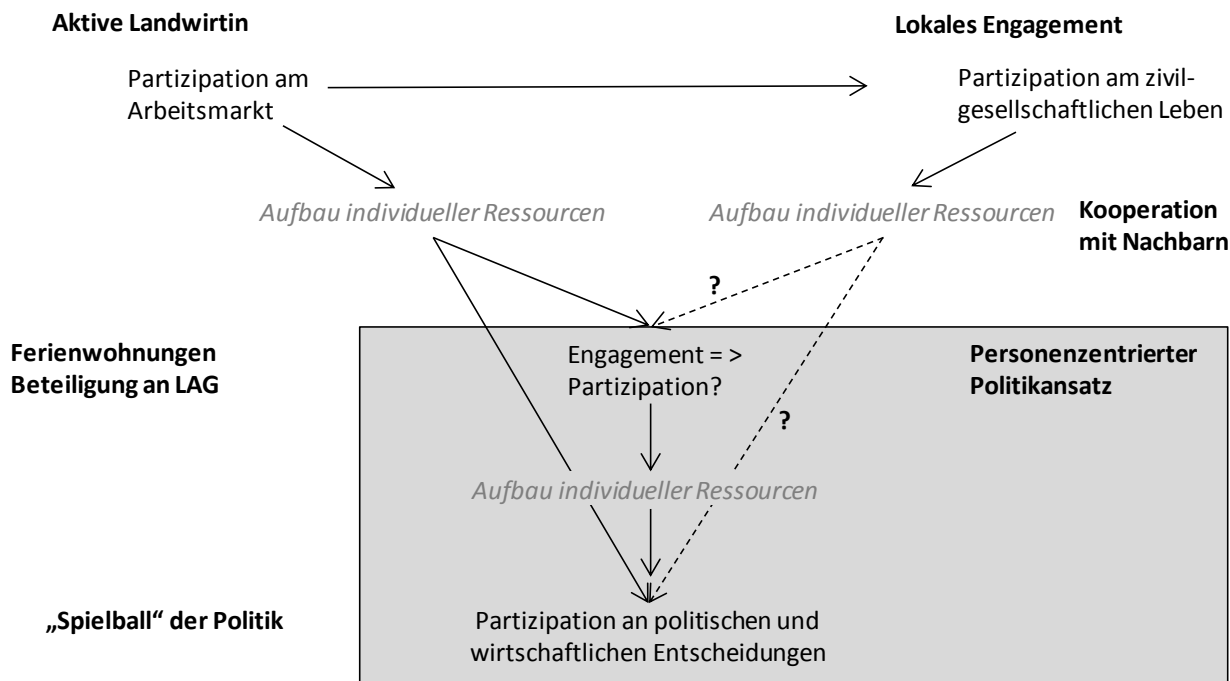 Aktive Landwirtin
Lokales Engagement
Partizipation am
Arbeitsmarkt
Partizipation am zivil-
gesellschaftlichen Leben
Aufbau individueller Ressourcen
Aufbau individueller Ressourcen
Kooperation
mit Nachbarn
?
Ferienwohnungen
Beteiligung an LAG
Engagement = >
Partizipation?
Personenzentrierter
Politikansatz
?
Aufbau individueller Ressourcen
„Spielball“ der Politik
Partizipation an politischen und
wirtschaftlichen Entscheidungen